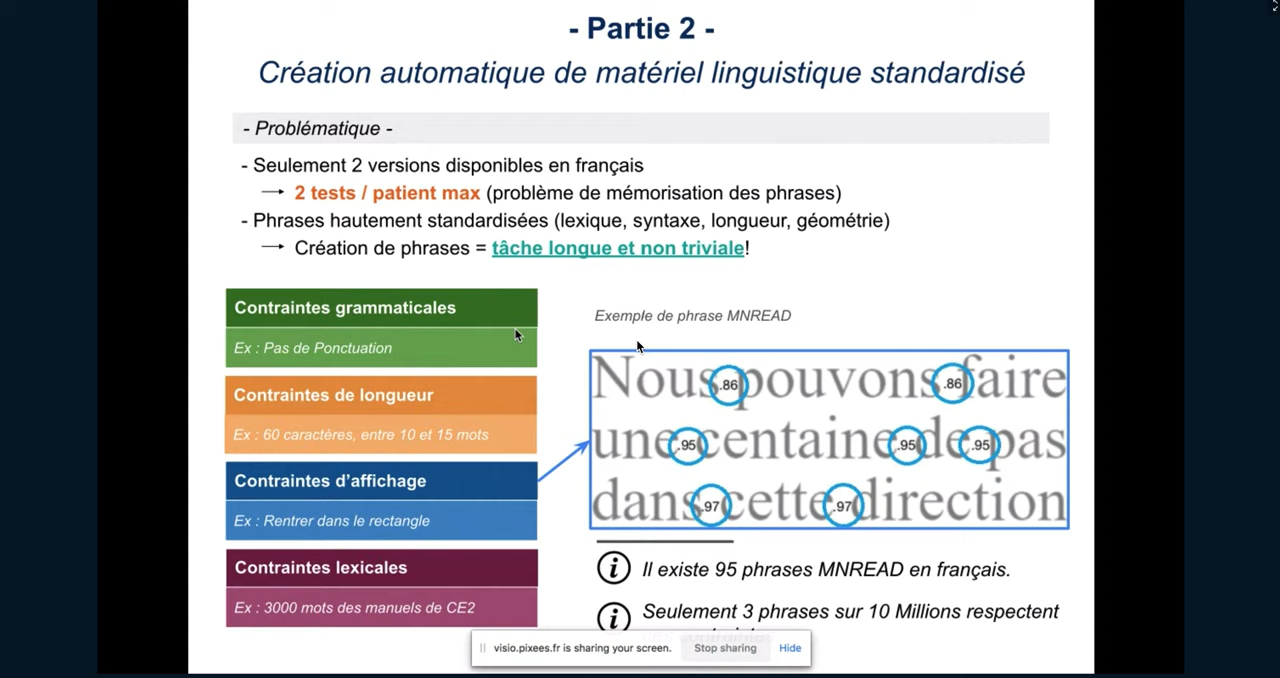 - Partie 2 -
Création automatique de matériel linguistique standardisé
- Problématique -
- Seulement 2 versions disponibles en français
→ 2 tests / patient max (problème de mémorisation des phrases)
- Phrases hautement standardisées (lexique, syntaxe, longueur, géométrie)
→ Création de phrases = tâche longue et non triviale!
Contraintes grammaticales
Ex : Pas de Ponctuation
Contraintes de longueur
Ex : 60 caractères, entre 10 et 15 mots
Contraintes d'affichage
Ex : Rentrer dans le rectangle
Contraintes lexicales
Ex : 3000 mots des manuels de CE2
Exemple de phrase MNREAD
Nous .86 pouvons .86 faire
une .95 centaine .95 de .95 pas
dans .97 cette .97 direction
i Il existe 95 phrases MNREAD en français.
i Seulement 3 phrases sur 10 Millions respectent
visio.pixees.fr is sharing your screen. Stop sharing Hide